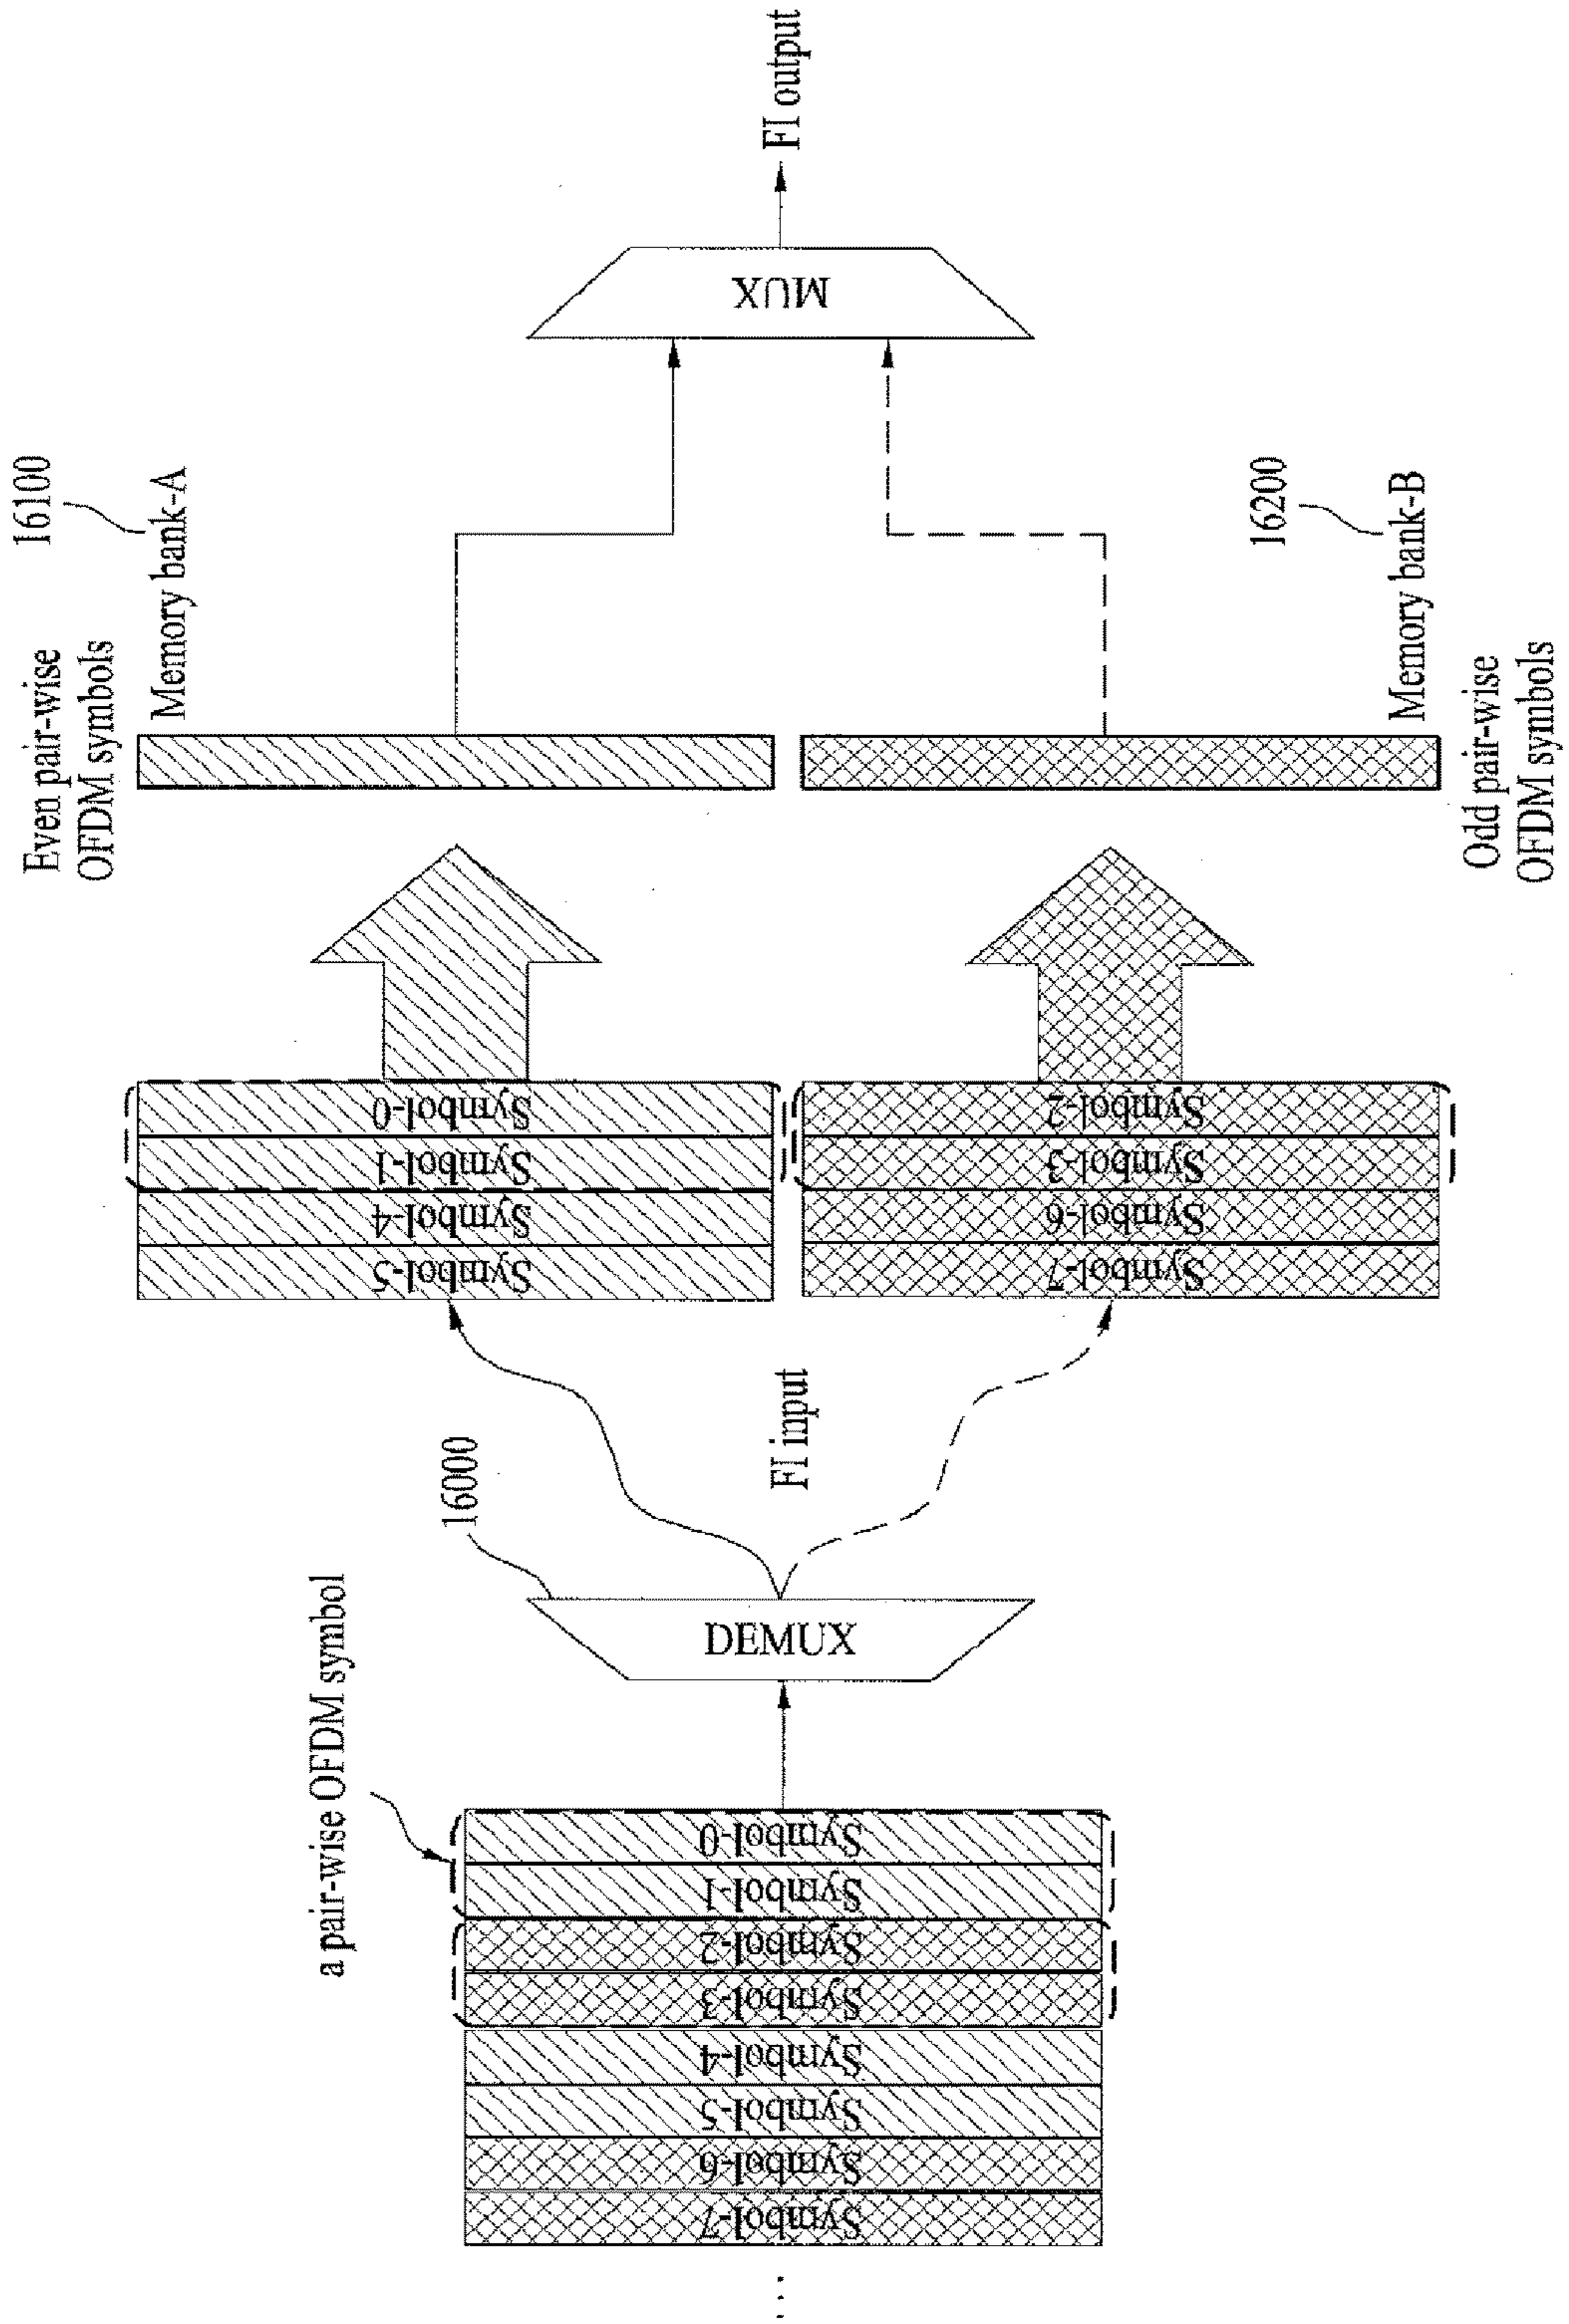 a pair-wise OFDM symbol
...
Symbol-7
Symbol-6
Symbol-5
Symbol-4
Symbol-3
Symbol-2
Symbol-1
Symbol-0
16000
DEMUX
FI input
Symbol-5
Symbol-4
Symbol-1
Symbol-0
Symbol-7
Symbol-6
Symbol-3
Symbol-2
Even pair-wise
OFDM symbols
16100
Memory bank-A
16200
Memory bank-B
Odd pair-wise
OFDM symbols
MUX
FI output